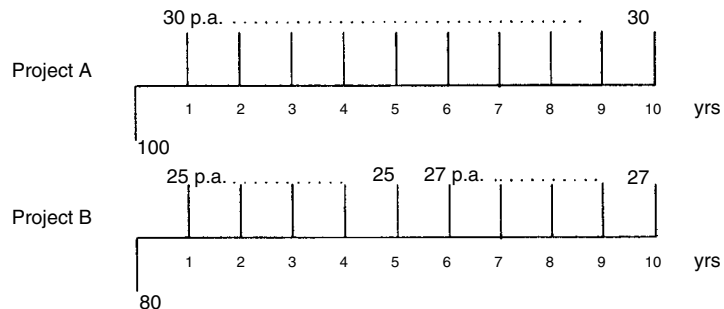 30 p.a. . . . . . . . . . . . . . . . . . . . . . . . . . . . . . . . 30
Project A
1 2 3 4 5 6 7 8 9 10 yrs
100
25 p.a. . . . . . . . . . . . . 25 27 p.a. . . . . . . . . . . . . 27
Project B
1 2 3 4 5 6 7 8 9 10 yrs
80